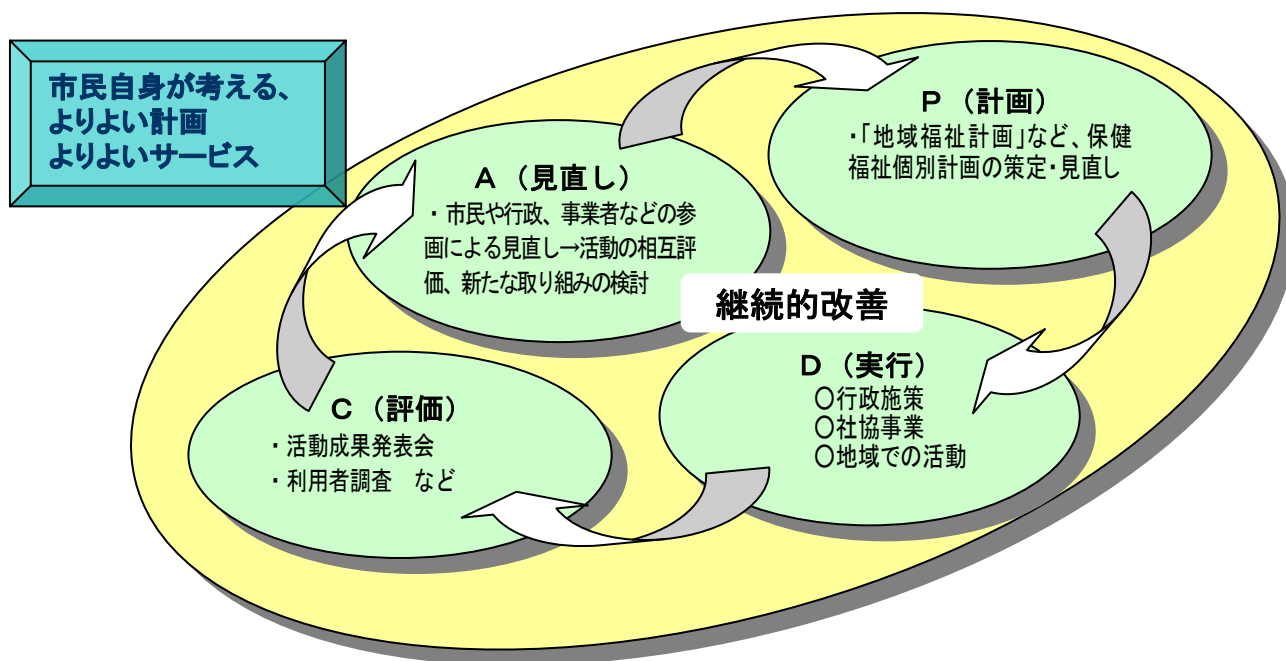 市民自身が考える、
よりよい計画
よりよいサービス
P（計画）
・「地域福祉計画」など、保健
福祉個別計画の策定・見直し
A（見直し）
・市民や行政、事業者などの参
画による見直し→活動の相互評
価、新たな取り組みの検討
継続的改善
D（実行）
○行政施策
○社協事業
○地域での活動
C（評価）
・活動成果発表会
・利用者調査　など